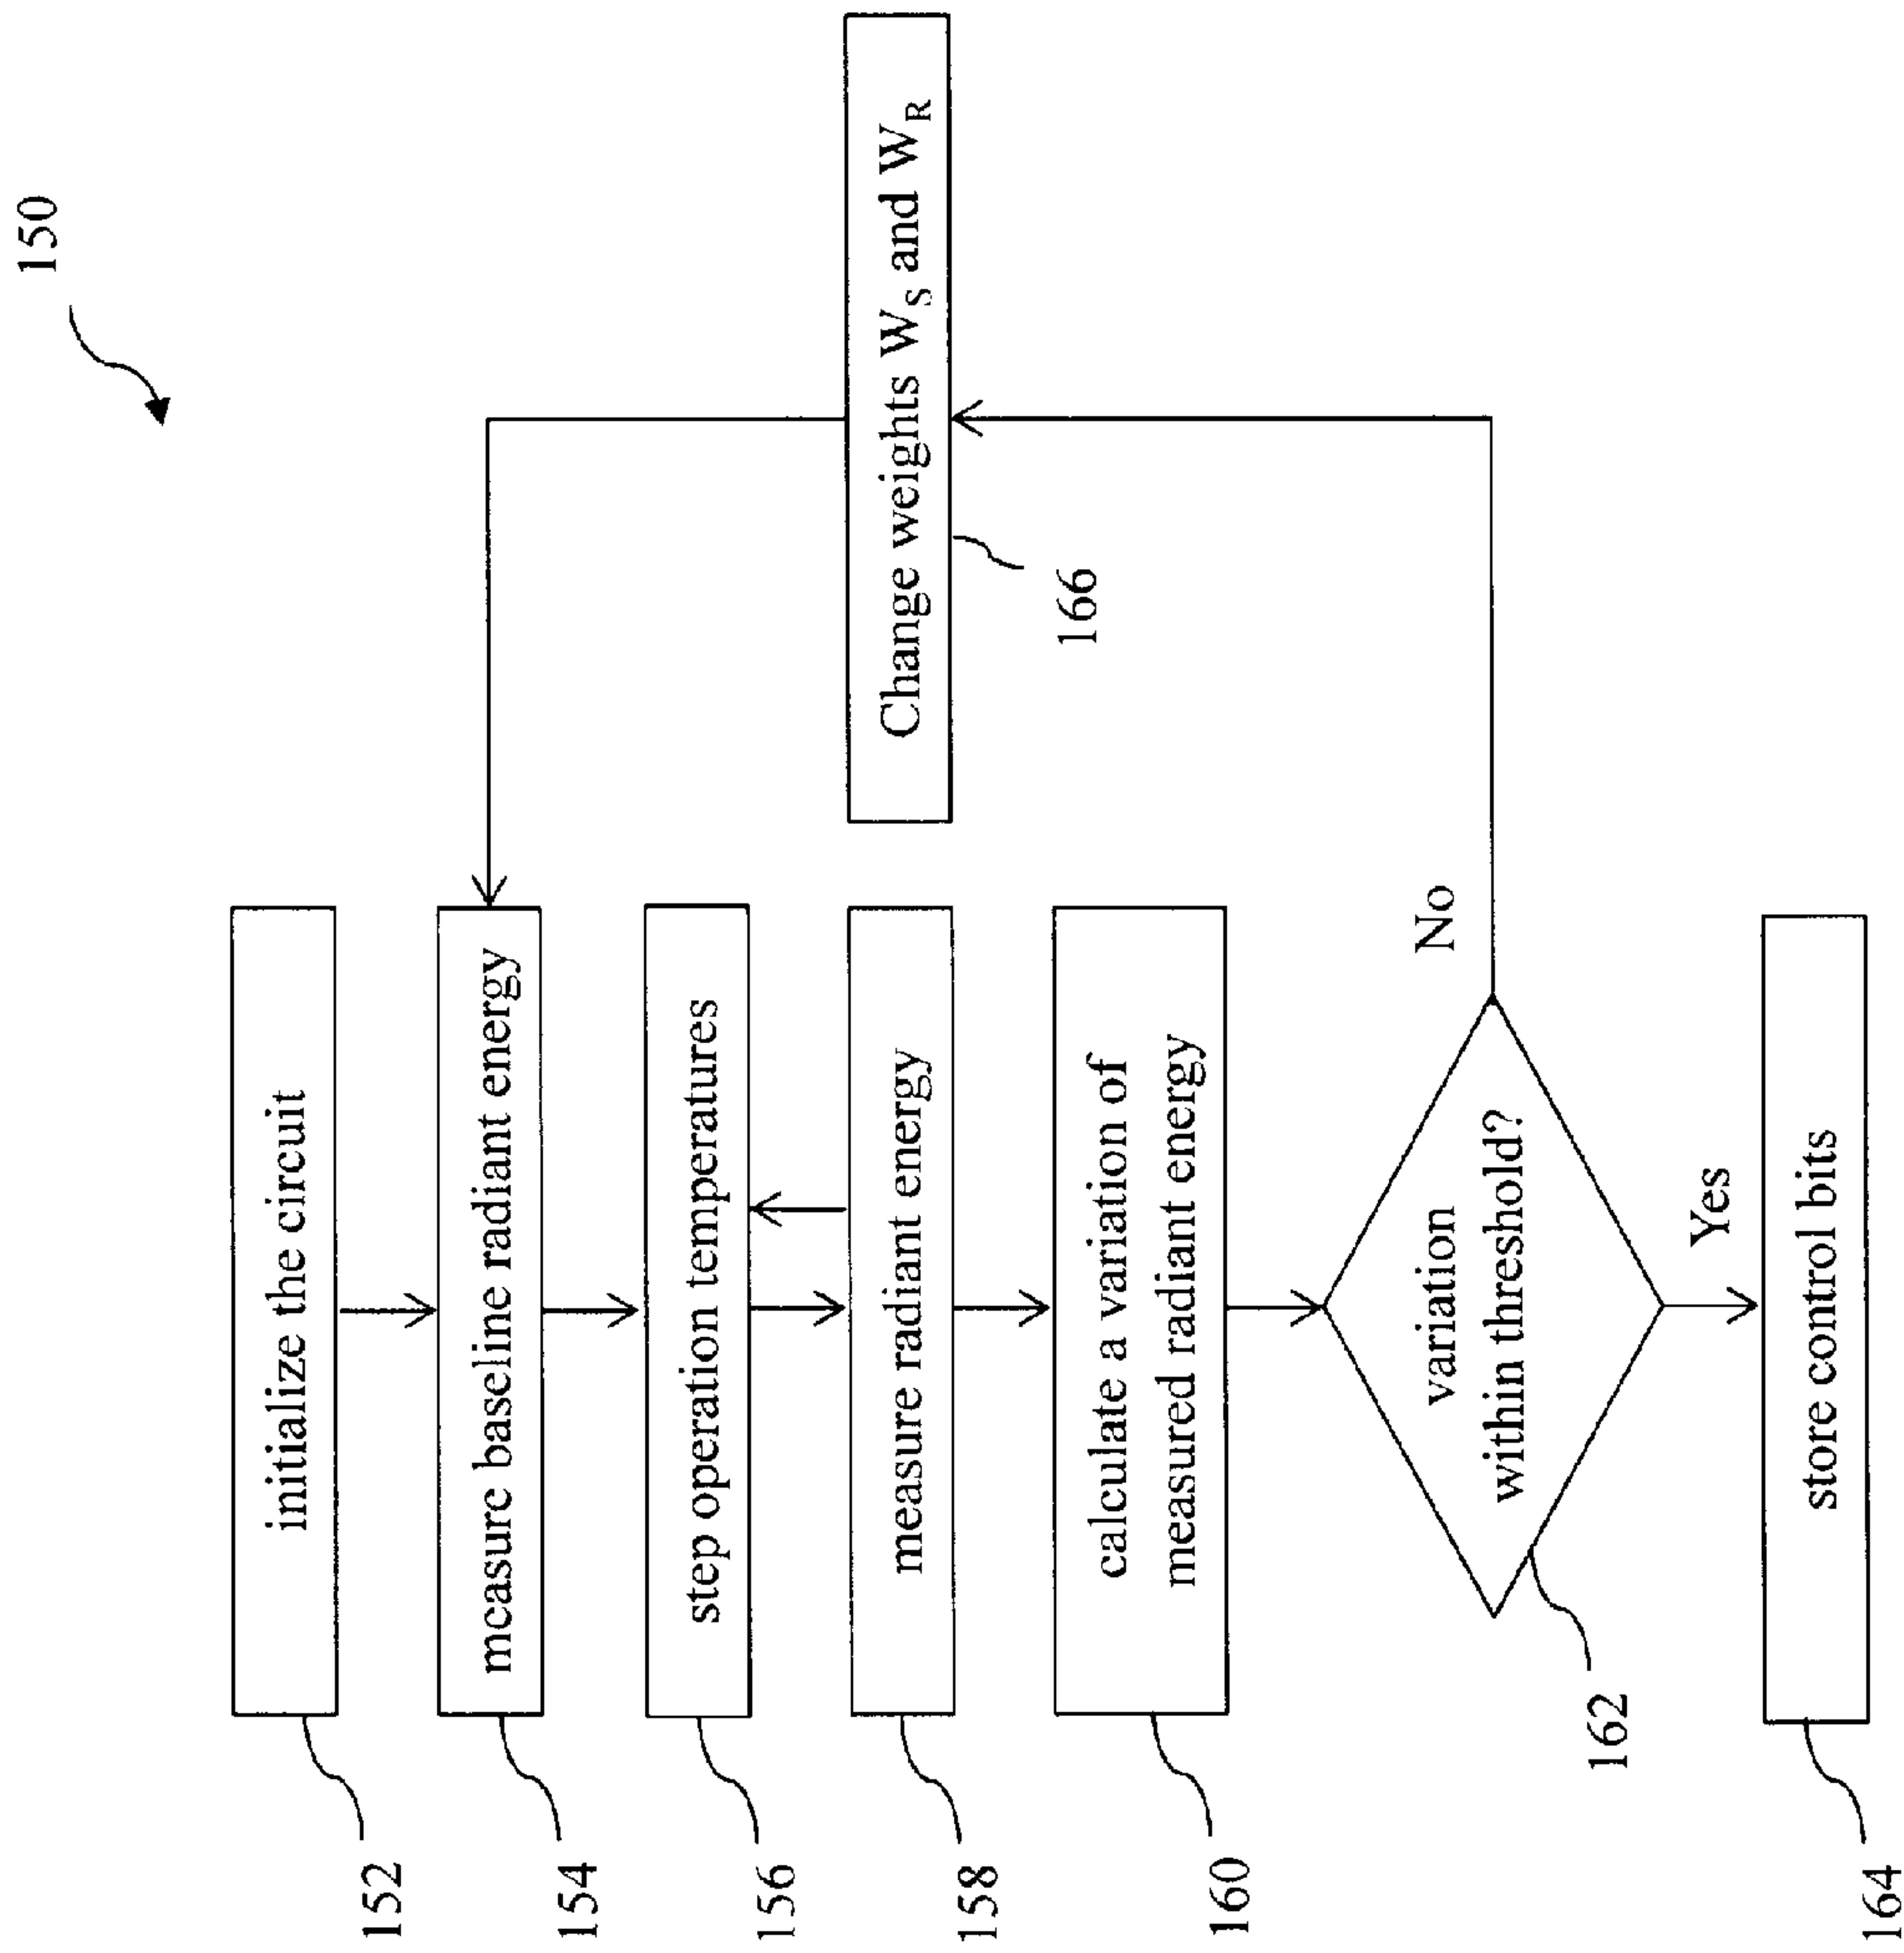 150
152
initialize the circuit
154
measure baseline radiant energy
156
step operation temperatures
158
measure radiant energy
160
calculate a variation of
measured radiant energy
162
variation
within threshold?
No
Yes
166
Change weights W_S and W_R
164
store control bits